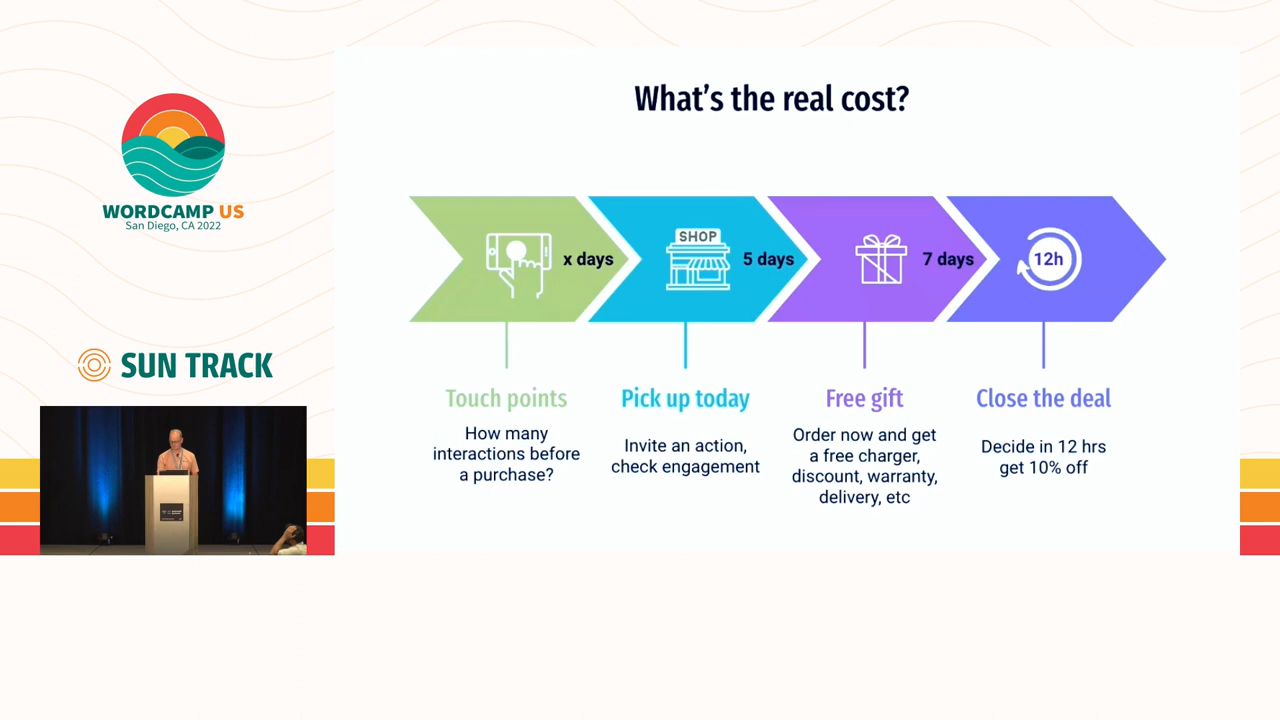 What's the real cost?
WORDCAMP US
San Diego, CA 2022
SUN TRACK
x days
SHOP
5 days
7 days
12h
Touch points
How many
interactions before
a purchase?
Pick up today
Invite an action,
check engagement
Free gift
Order now and get
a free charger,
discount, warranty,
delivery, etc
Close the deal
Decide in 12 hrs
get 10% off